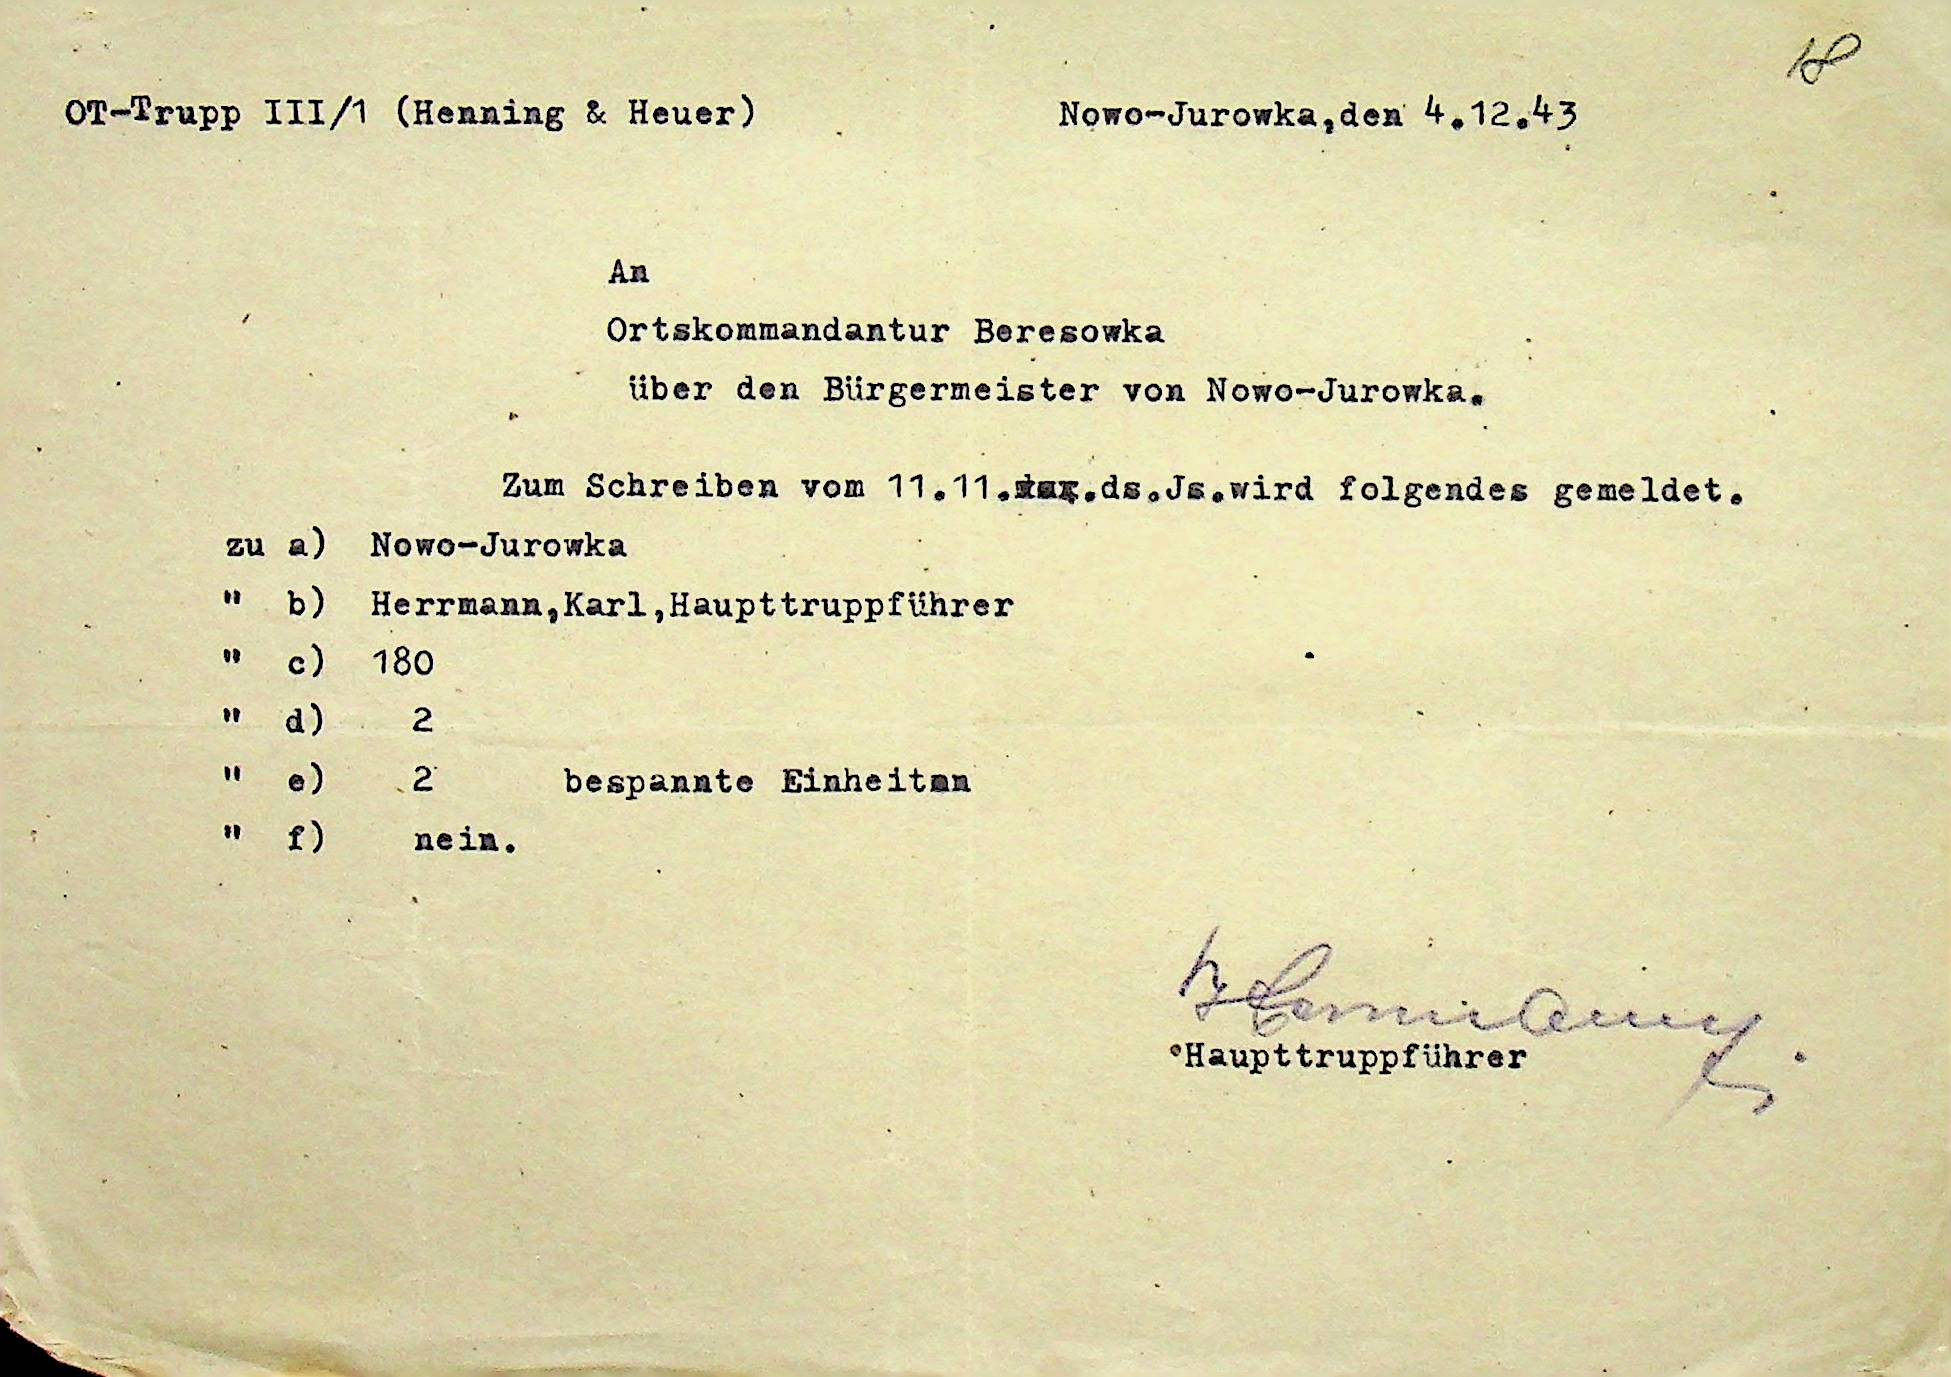 18
OT-Trupp III/1 (Henning & Heuer) Nowo-Jurowka,den 4.12.43
An
Ortskommandantur Beresowka
über den Bürgermeister von Nowo-Jurowka.
Zum Schreiben vom 11.11. .ds.Js.wird folgendes gemeldet.
zu a) Nowo-Jurowka
" b) Herrmann,Karl,Haupttruppführer
" c) 180
" d) 2
" e) 2 bespannte Einheiten
" f) nein.
Herrmann
Haupttruppführer